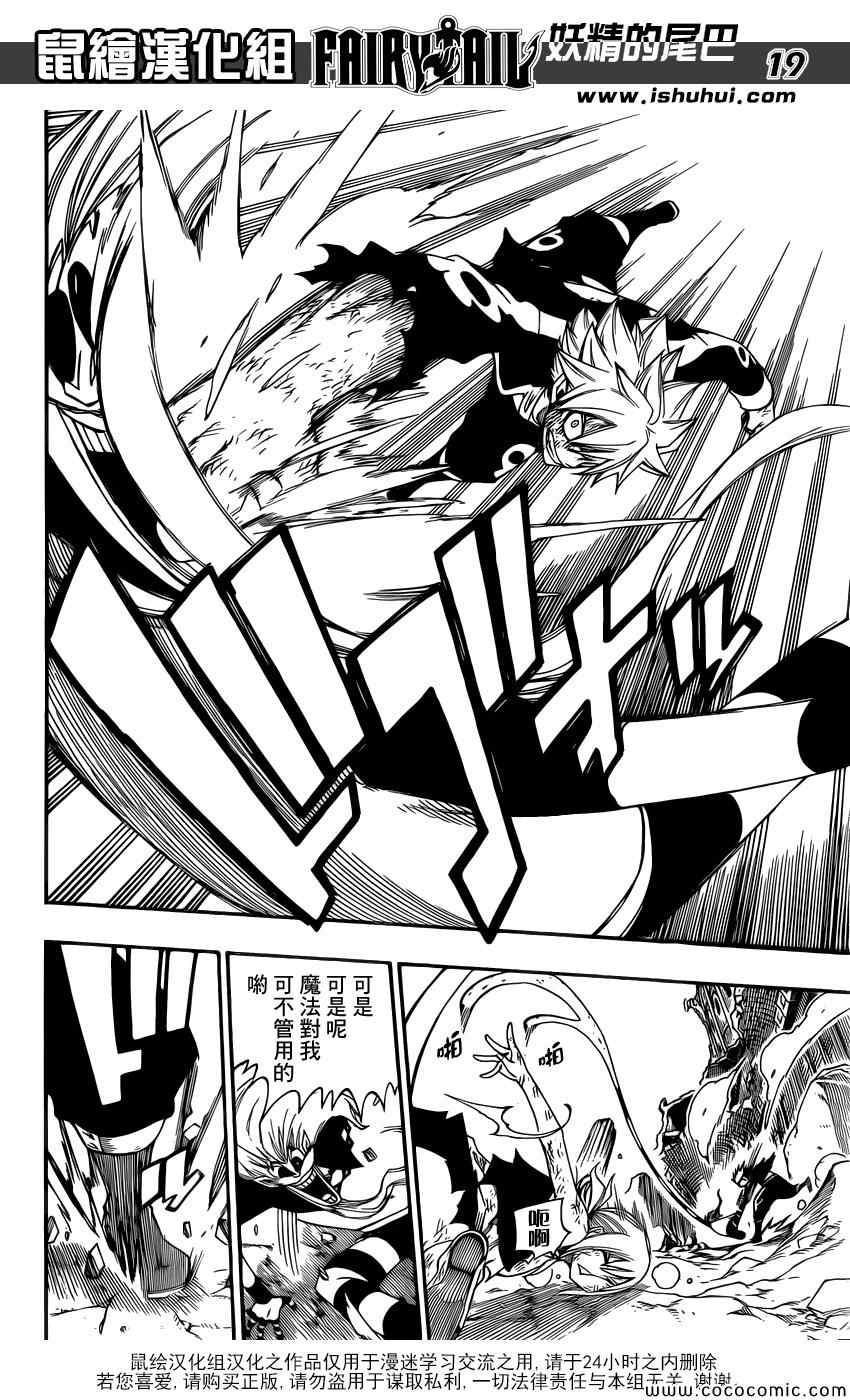 鼠繪漢化組
FAIRY TAIL
妖精的尾巴
19
www.ishuhui.com
ドゴメッ
啪
啪
呃啊
可是
可是呢
魔法對我
可不管用的
喲
鼠绘汉化组汉化之作品仅用于漫迷学习交流之用, 请于24小时之内删除
若您喜爱, 请购买正版, 请勿用于谋取私利, 一切法律责任与本组无关, 谢谢.
www.cococomic.com